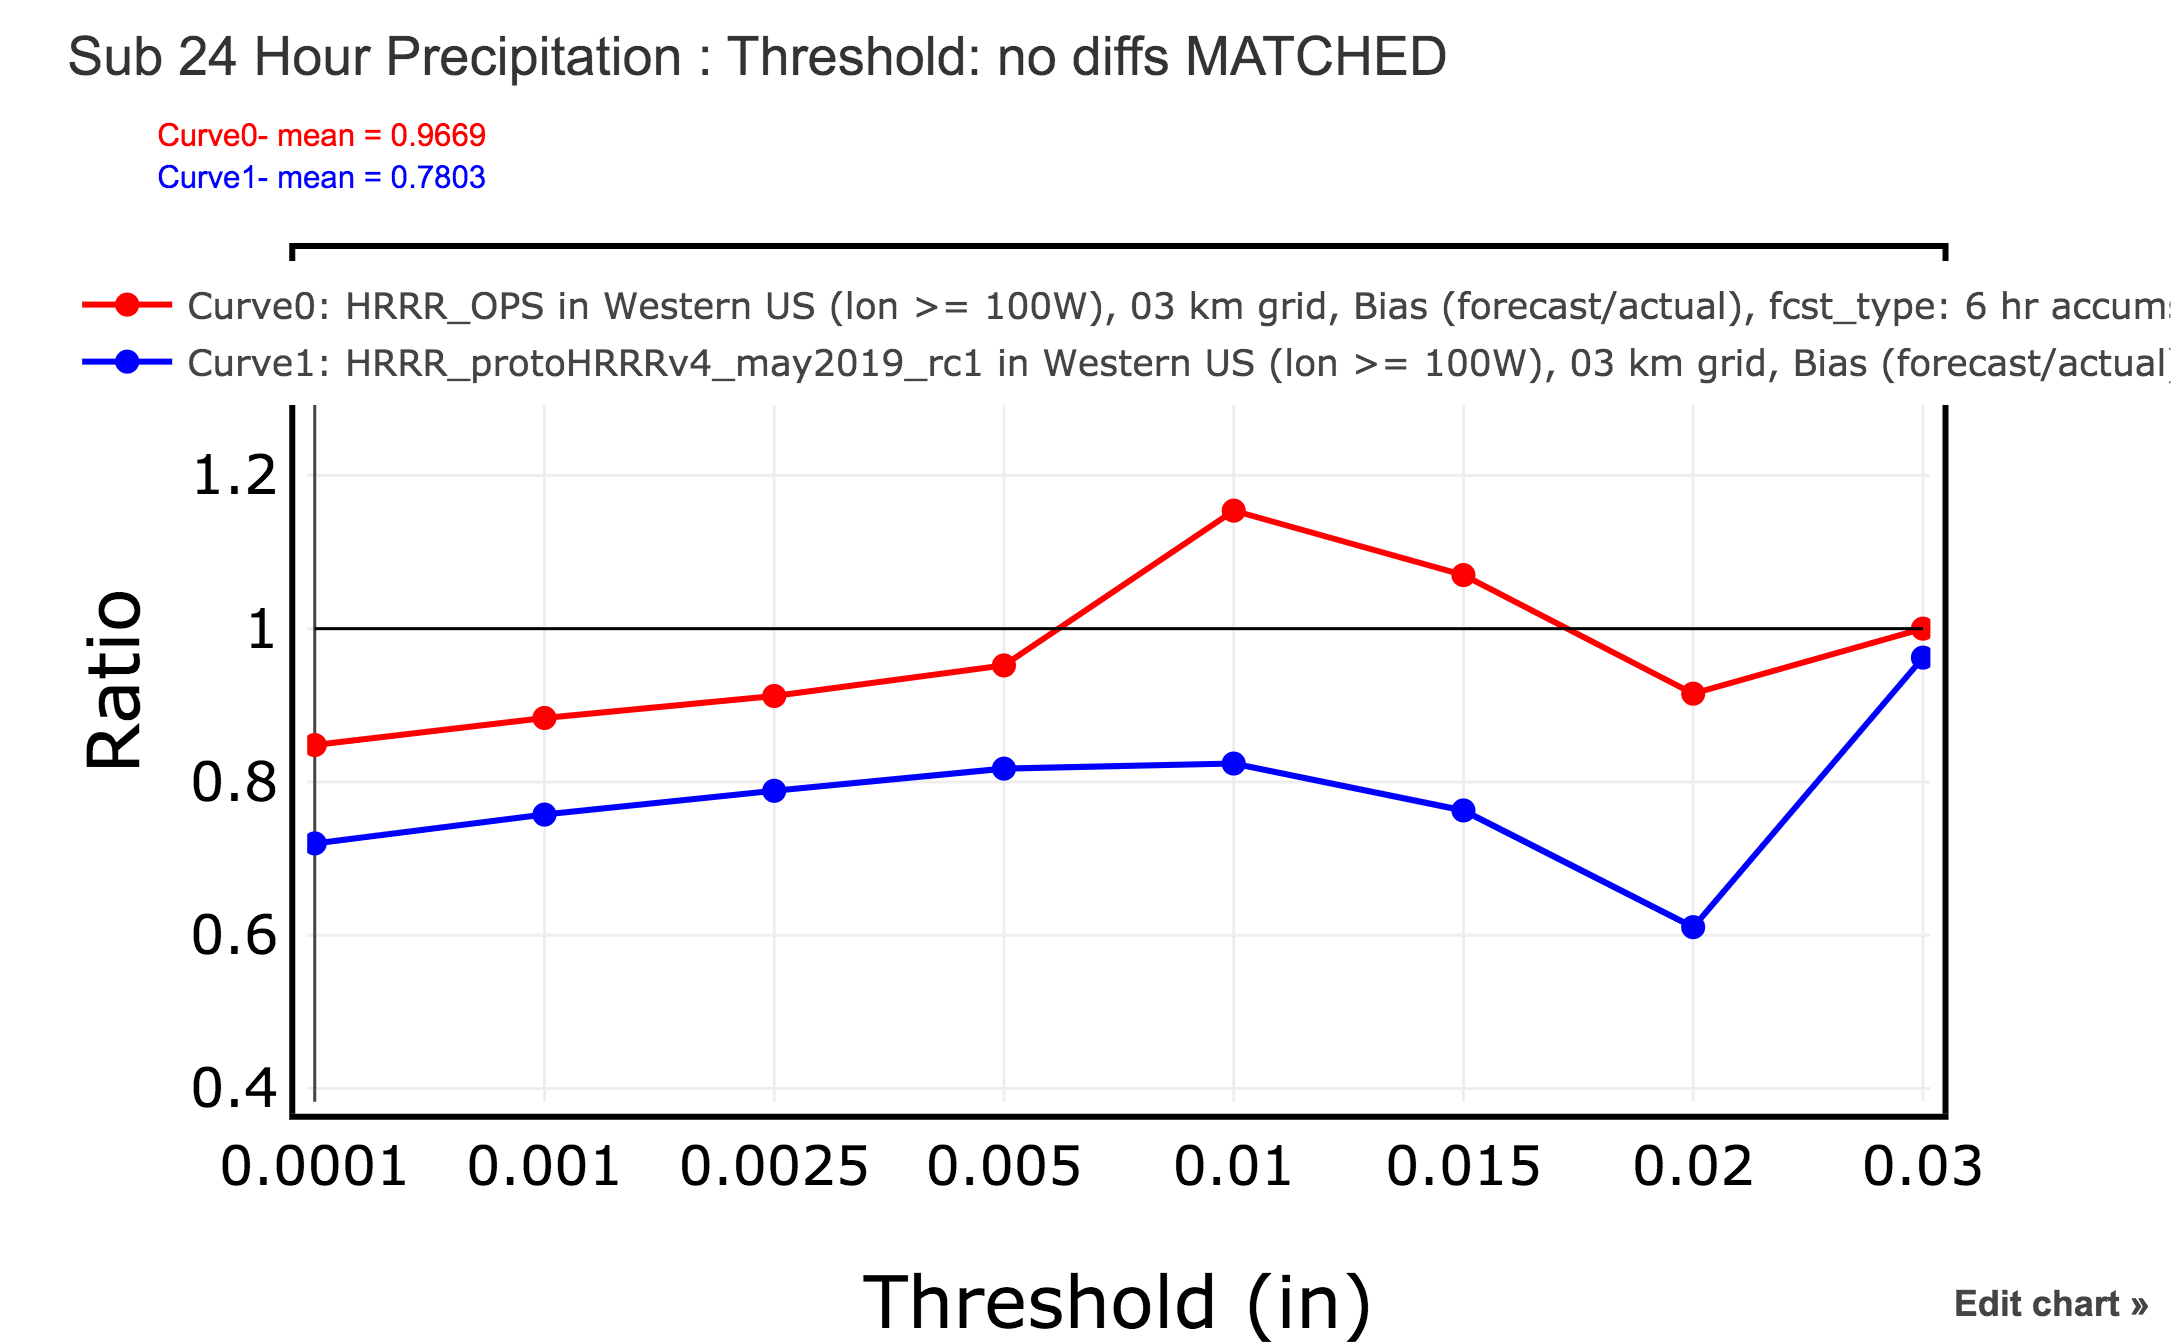 Sub 24 Hour Precipitation : Threshold: no diffs MATCHED
Curve0- mean = 0.9669
Curve1- mean = 0.7803
Curve0: HRRR_OPS in Western US (lon >= 100W), 03 km grid, Bias (forecast/actual), fcst_type: 6 hr accums
Curve1: HRRR_protoHRRRv4_may2019_rc1 in Western US (lon >= 100W), 03 km grid, Bias (forecast/actual)
1.2
1
0.8
0.6
0.4
Ratio
0.0001 0.001 0.0025 0.005 0.01 0.015 0.02 0.03
Threshold (in)
Edit chart »